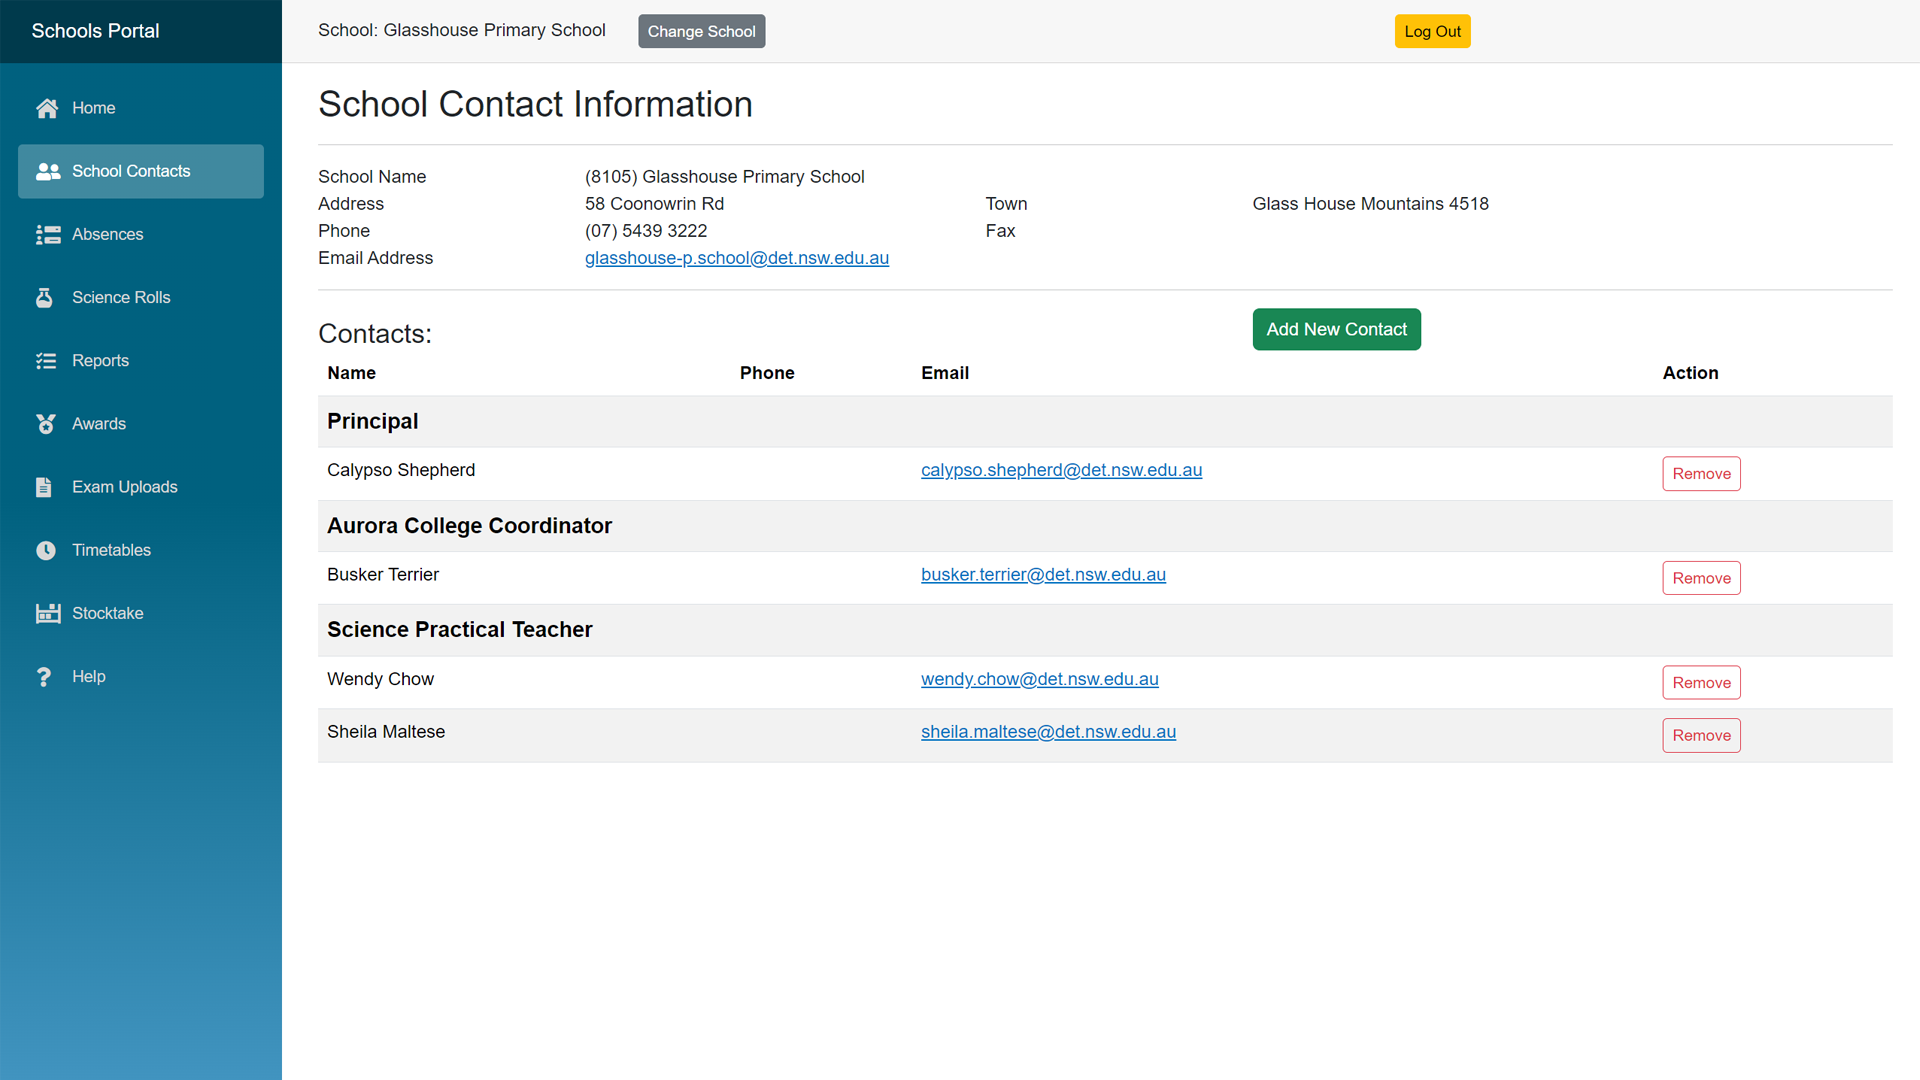 Schools Portal
School: Glasshouse Primary School
Change School
Log Out
Home
School Contacts
Absences
Science Rolls
Reports
Awards
Exam Uploads
Timetables
Stocktake
Help
School Contact Information
School Name (8105) Glasshouse Primary School
Address 58 Coonowrin Rd Town Glass House Mountains 4518
Phone (07) 5439 3222 Fax
Email Address glasshouse-p.school@det.nsw.edu.au
Contacts:
Add New Contact
Name Phone Email Action
Principal
Calypso Shepherd calypso.shepherd@det.nsw.edu.au Remove
Aurora College Coordinator
Busker Terrier busker.terrier@det.nsw.edu.au Remove
Science Practical Teacher
Wendy Chow wendy.chow@det.nsw.edu.au Remove
Sheila Maltese sheila.maltese@det.nsw.edu.au Remove